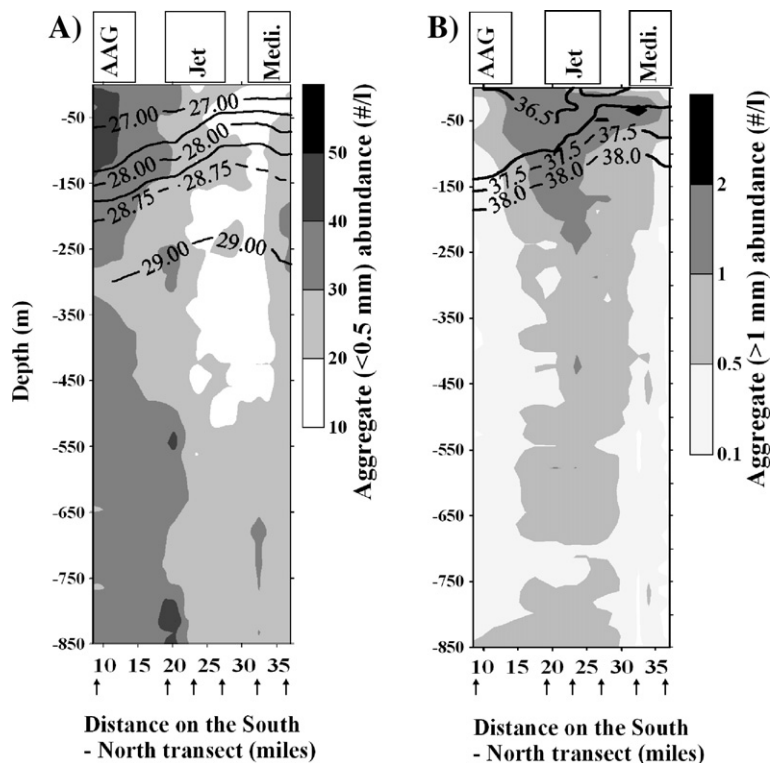 A)
AAG
Jet
Medi.
27.00
27.00
28.00
28.00
28.75
28.75
29.00
29.00
-50
-150
-250
-350
-450
-550
-650
-750
-850
Depth (m)
10 15 20 25 30 35
Distance on the South
- North transect (miles)
50
40
30
20
10
Aggregate (<0.5 mm) abundance (#/l)
B)
AAG
Jet
Medi.
36.5
37.5
37.5
38.0
38.0
38.0
-50
-150
-250
-350
-450
-550
-650
-750
-850
10 15 20 25 30 35
Distance on the South
- North transect (miles)
2
1
0.5
0.1
Aggregate (>1 mm) abundance (#/l)